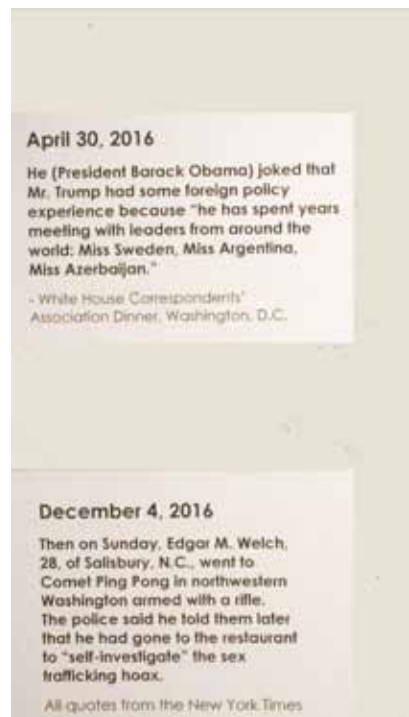 April 30, 2016
He (President Barack Obama) joked that
Mr. Trump had some foreign policy
experience because “he has spent years
meeting with leaders from around the
world: Miss Sweden, Miss Argentina,
Miss Azerbaijan.”
- White House Correspondents’
Association Dinner, Washington, D.C.
December 4, 2016
Then on Sunday, Edgar M. Welch,
28, of Salisbury, N.C., went to
Comet Ping Pong in northwestern
Washington armed with a rifle.
The police said he told them later
that he had gone to the restaurant
to “self-investigate” the sex
trafficking hoax.
All quotes from the New York Times